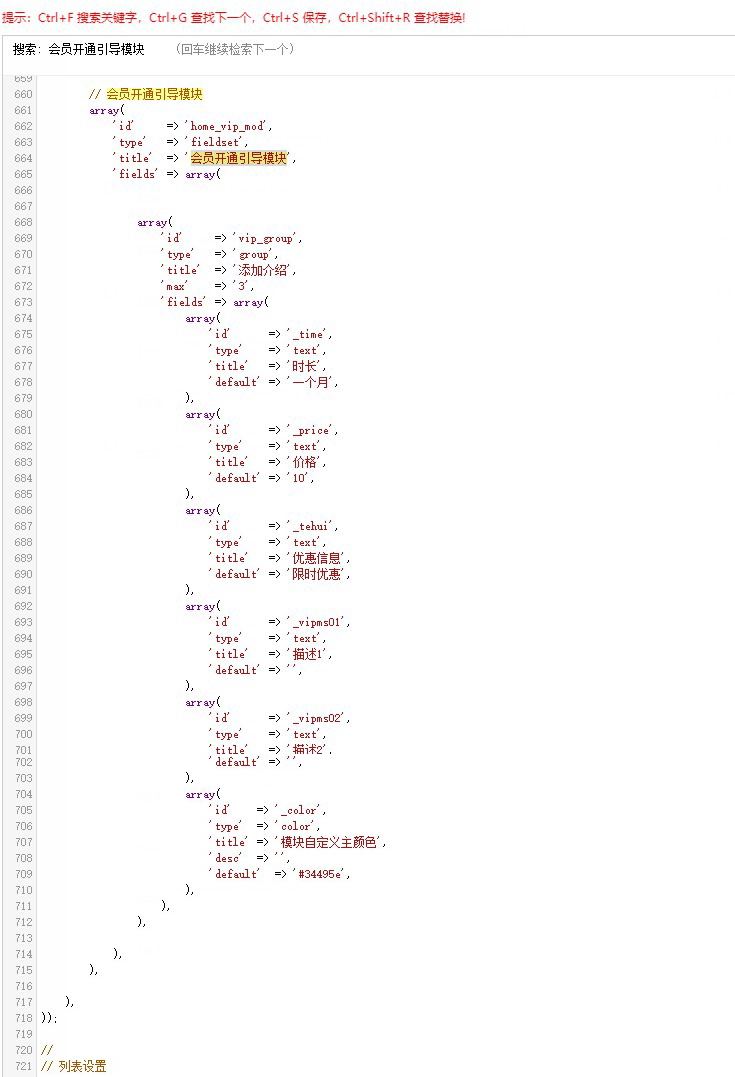 提示：Ctrl+F 搜索关键字，Ctrl+G 查找下一个，Ctrl+S 保存，Ctrl+Shift+R 查找替换!
搜索：会员开通引导模块 （回车继续检索下一个）
659
660 // 会员开通引导模块
661 array(
662 'id' => 'home_vip_mod',
663 'type' => 'fieldset',
664 'title' => '会员开通引导模块',
665 'fields' => array(
666
667
668 array(
669 'id' => 'vip_group',
670 'type' => 'group',
671 'title' => '添加介绍',
672 'max' => '3',
673 'fields' => array(
674 array(
675 'id' => '_time',
676 'type' => 'text',
677 'title' => '时长',
678 'default' => '一个月',
679 ),
680 array(
681 'id' => '_price',
682 'type' => 'text',
683 'title' => '价格',
684 'default' => '10',
685 ),
686 array(
687 'id' => '_tehui',
688 'type' => 'text',
689 'title' => '优惠信息',
690 'default' => '限时优惠',
691 ),
692 array(
693 'id' => '_vipms01',
694 'type' => 'text',
695 'title' => '描述1',
696 'default' => '',
697 ),
698 array(
699 'id' => '_vipms02',
700 'type' => 'text',
701 'title' => '描述2',
702 'default' => '',
703 ),
704 array(
705 'id' => '_color',
706 'type' => 'color',
707 'title' => '模块自定义主颜色',
708 'desc' => '',
709 'default' => '#34495e',
710 ),
711 ),
712 ),
713
714 ),
715 ),
716
717 ),
718 ));
719
720 //
721 // 列表设置